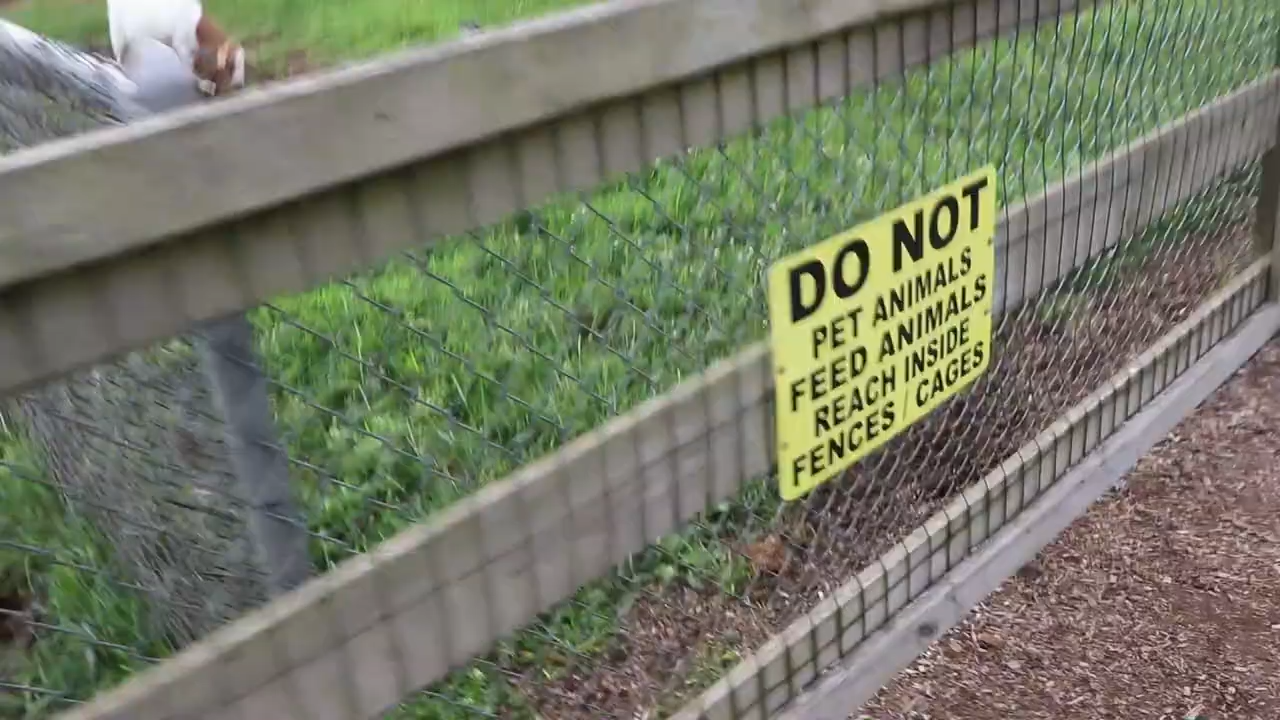 DO NOT
PET ANIMALS
FEED ANIMALS
REACH INSIDE
FENCES / CAGES